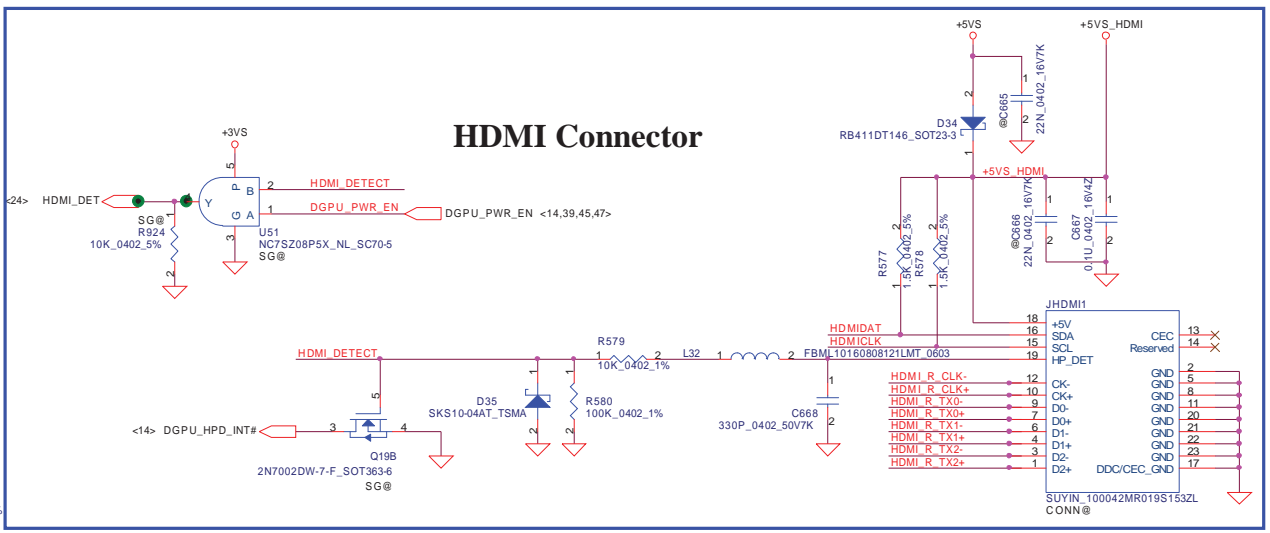 HDMI Connector
+5VS
+5VS_HDMI
2
1
D34
RB411DT146_SOT23-3
1
2
@C665
22N_0402_16V7K
+5VS_HDMI
1
2
@C666
22N_0402_16V7K
1
2
C667
0.1U_0402_16V4Z
2
1
R577
1.5K_0402_5%
2
1
R578
1.5K_0402_5%
+3VS
5
P
B
2
HDMI_DETECT
Y
G
A
1
DGPU_PWR_EN
DGPU_PWR_EN <14,39,45,47>
3
4
<24> HDMI_DET
U51
NC7SZ08P5X_NL_SC70-5
SG@
SG@
R924
10K_0402_5%
1
2
HDMI_DETECT
5
<14> DGPU_HPD_INT#
3
4
Q19B
2N7002DW-7-F_SOT363-6
SG@
D35
SKS10-04AT_TSMA
1
2
1
2
R580
100K_0402_1%
R579
1
2
10K_0402_1%
L32
1
2
FBML10160808121LMT_0603
1
2
C668
330P_0402_50V7K
HDMIDAT
HDMICLK
HDMI_R_CLK-
HDMI_R_CLK+
HDMI_R_TX0-
HDMI_R_TX0+
HDMI_R_TX1-
HDMI_R_TX1+
HDMI_R_TX2-
HDMI_R_TX2+
JHDMI1
18 +5V
16 SDA
15 SCL
19 HP_DET
12 CK-
10 CK+
9 D0-
7 D0+
6 D1-
4 D1+
3 D2-
1 D2+
CEC 13
Reserved 14
GND 2
GND 5
GND 8
GND 11
GND 20
GND 21
GND 22
GND 23
DDC/CEC_GND 17
SUYIN_100042MR019S153ZL
CONN@